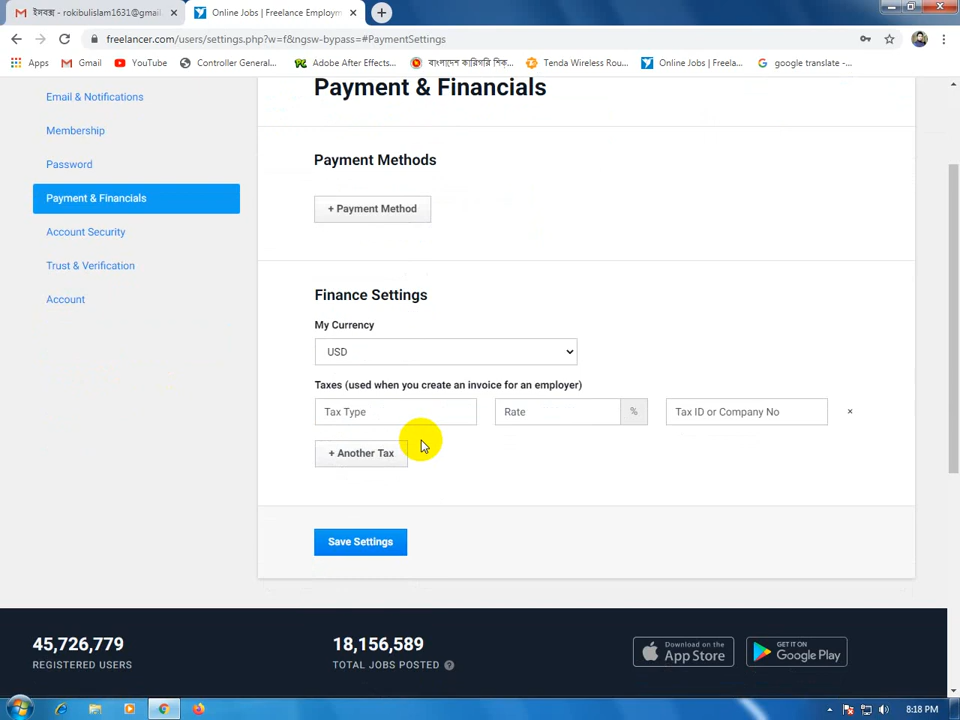 ইনবক্স - rokibulislam1631@gmai
Online Jobs | Freelance Employm
freelancer.com/users/settings.php?w=f&ngsw-bypass=#PaymentSettings
Apps
Gmail
YouTube
Controller General...
Adobe After Effects...
বাংলাদেশ কারিগরি শিক...
Tenda Wireless Rou...
Online Jobs | Freela...
google translate -...
Payment & Financials
Email & Notifications
Membership
Password
Payment & Financials
Account Security
Trust & Verification
Account
Payment Methods
+ Payment Method
Finance Settings
My Currency
USD
Taxes (used when you create an invoice for an employer)
Tax Type
Rate
%
Tax ID or Company No
×
+ Another Tax
Save Settings
45,726,779
REGISTERED USERS
18,156,589
TOTAL JOBS POSTED
Download on the
App Store
GET IT ON
Google Play
8:18 PM